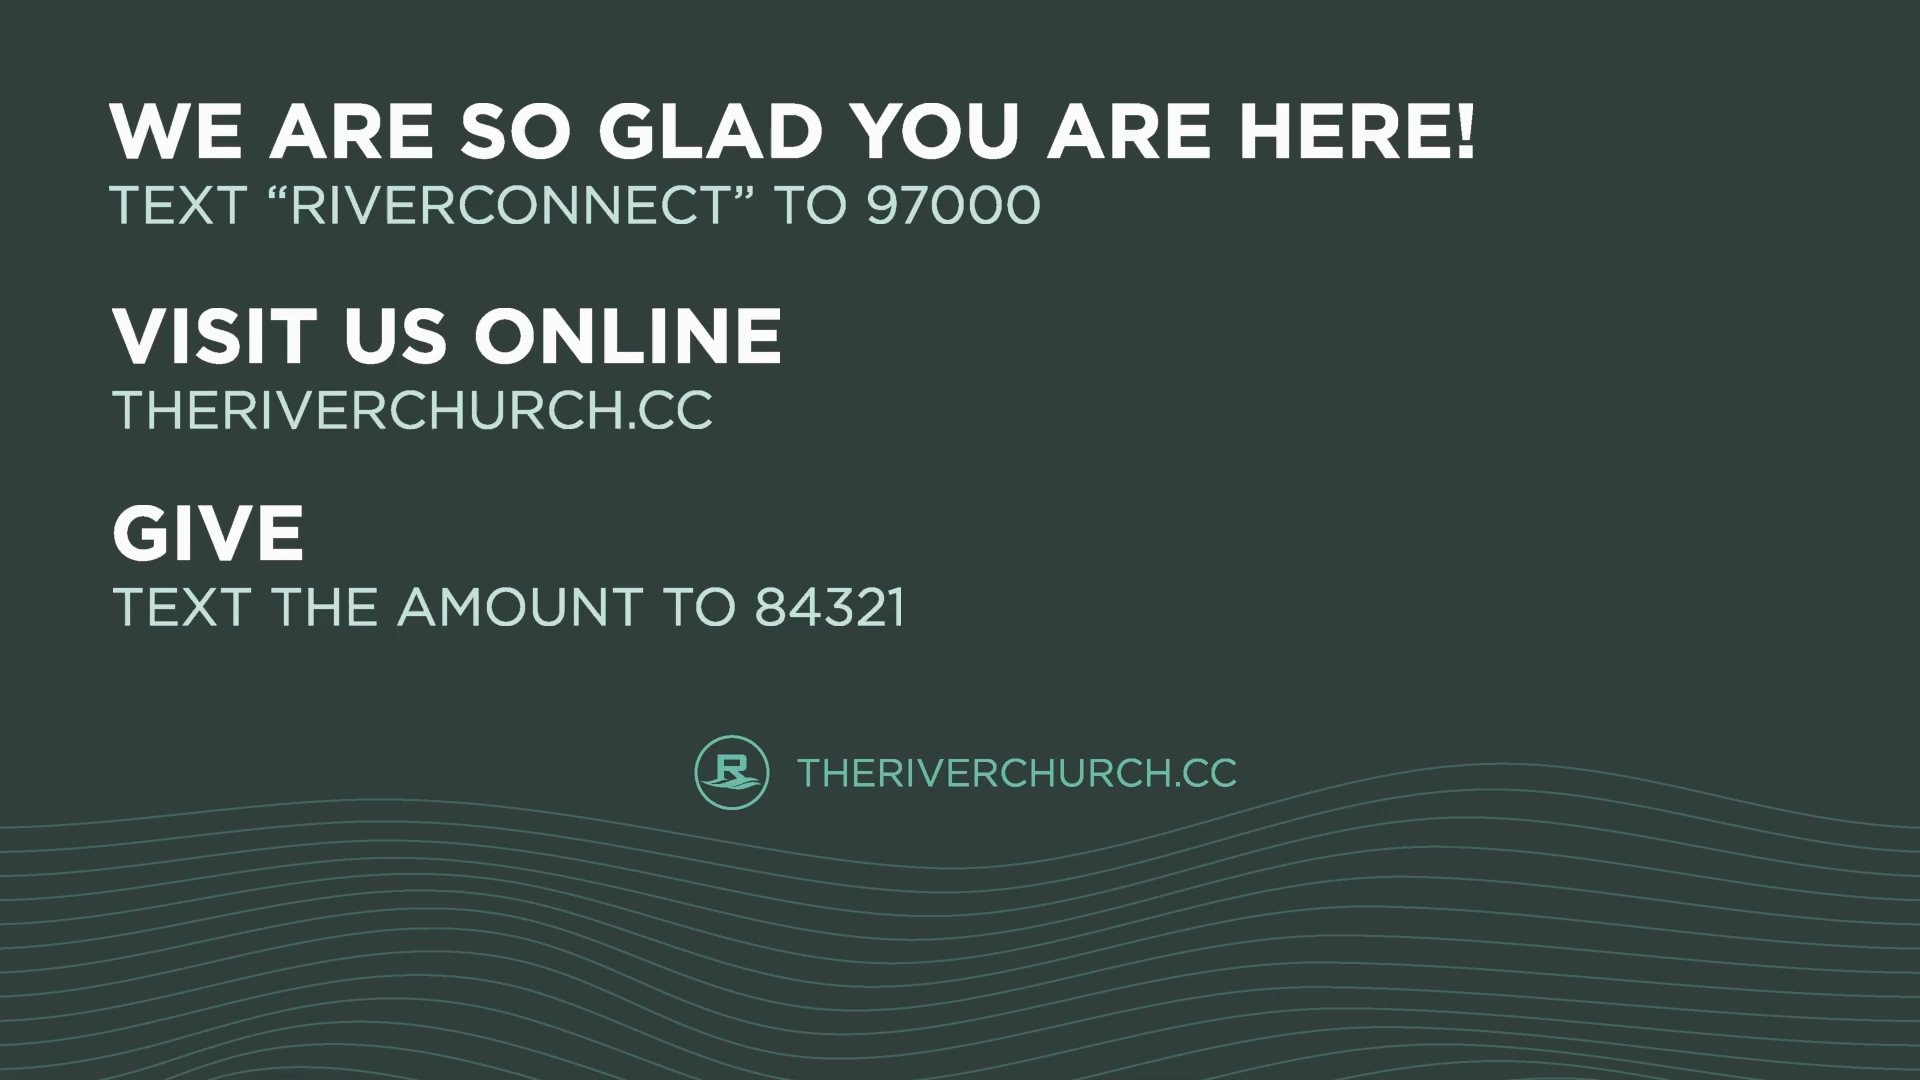 WE ARE SO GLAD YOU ARE HERE!
TEXT “RIVERCONNECT” TO 97000
VISIT US ONLINE
THERIVERCHURCH.CC
GIVE
TEXT THE AMOUNT TO 84321
R THERIVERCHURCH.CC